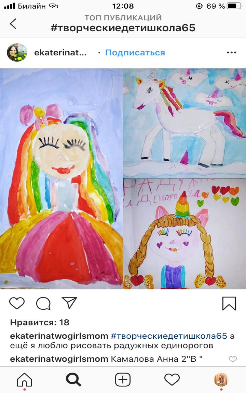 Билайн
12:08
69 %
ТОП ПУБЛИКАЦИЙ
#творческиедетишкола65
ekaterinat... • Подписаться
Нравится: 18
ekaterinatwogirlsmom #творческиедетишкола65 а
ещё я люблю рисовать радужных единорогов
ekaterinatwogirlsmom Камалова Анна 2"В "